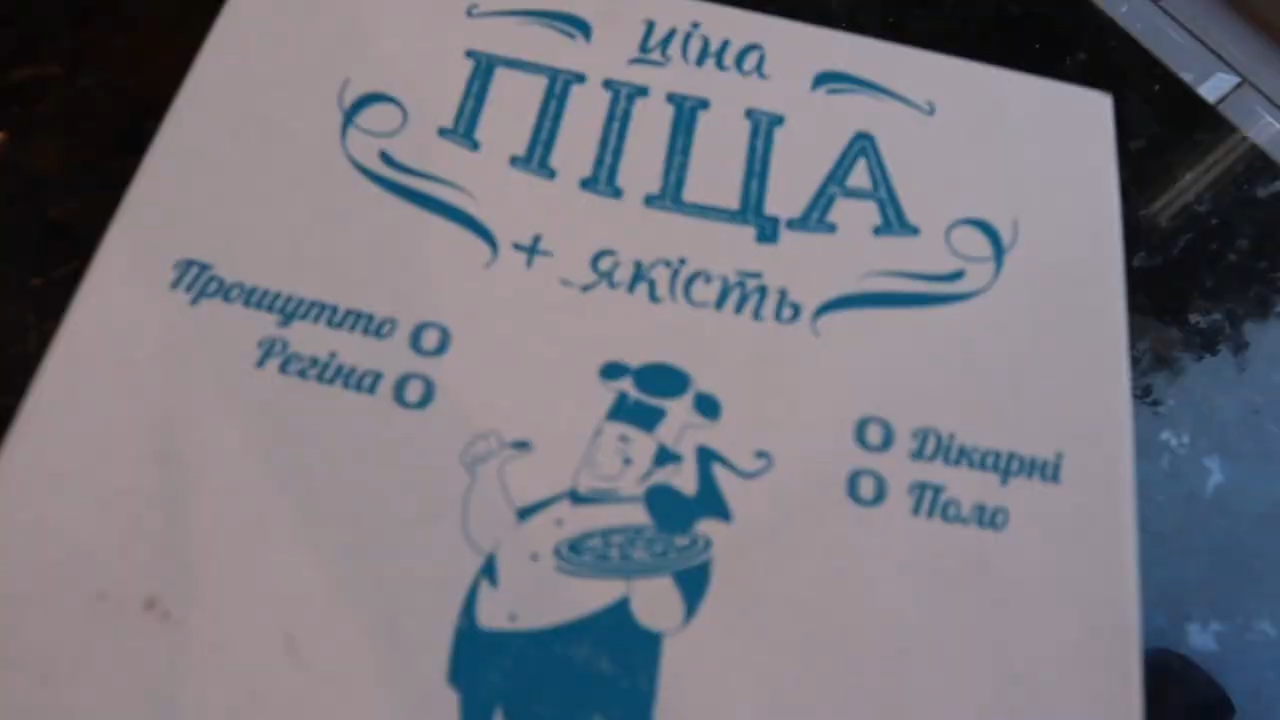 ціна
ПІЦА
+ якість
Прошутто
Регіна
Дікарні
Поло